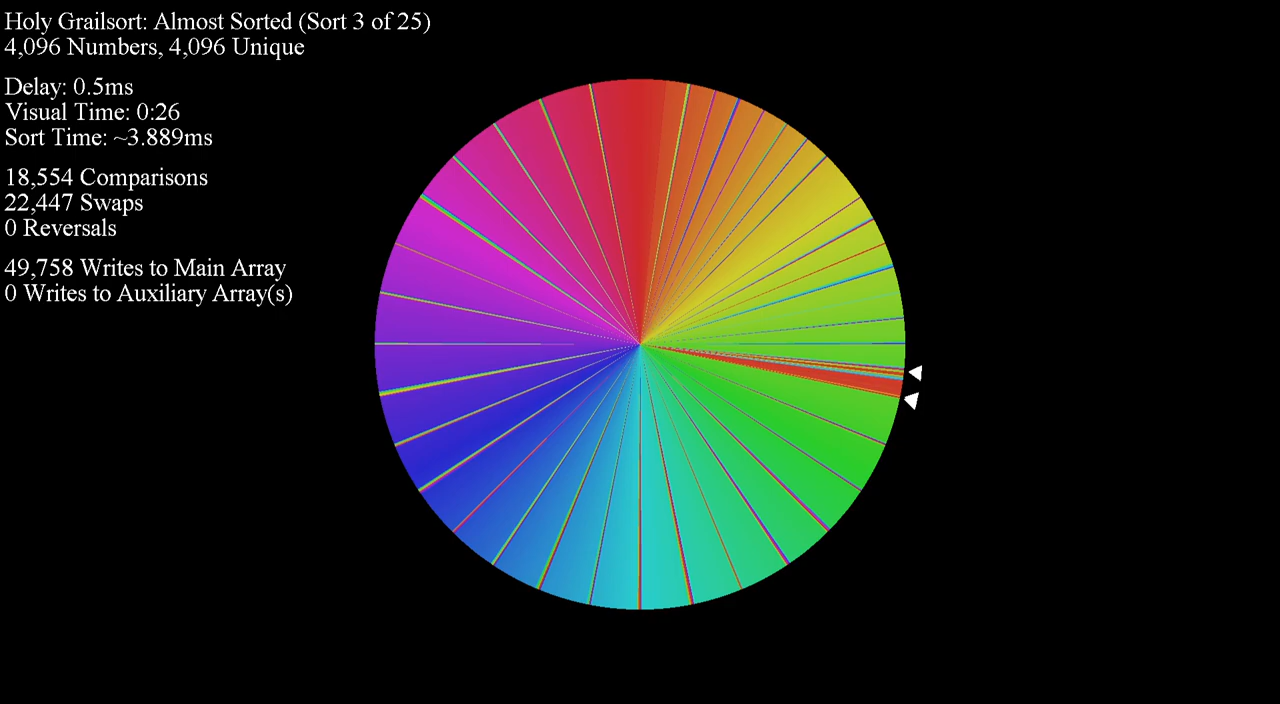 Holy Grailsort: Almost Sorted (Sort 3 of 25)
4,096 Numbers, 4,096 Unique
Delay: 0.5ms
Visual Time: 0:26
Sort Time: ~3.889ms
18,554 Comparisons
22,447 Swaps
0 Reversals
49,758 Writes to Main Array
0 Writes to Auxiliary Array(s)